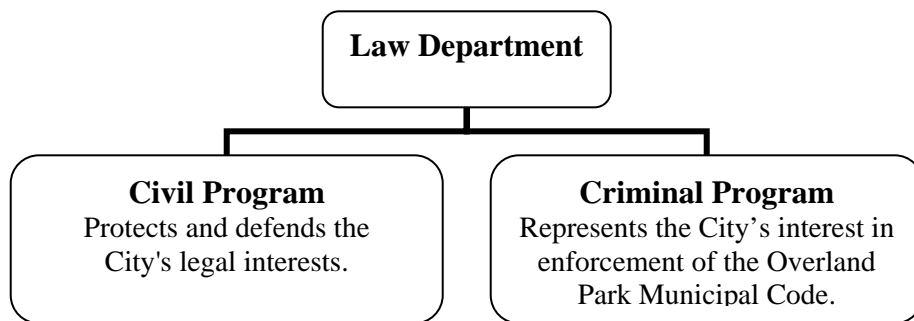 Law Department
Civil Program
Protects and defends the
City's legal interests.
Criminal Program
Represents the City’s interest in
enforcement of the Overland
Park Municipal Code.